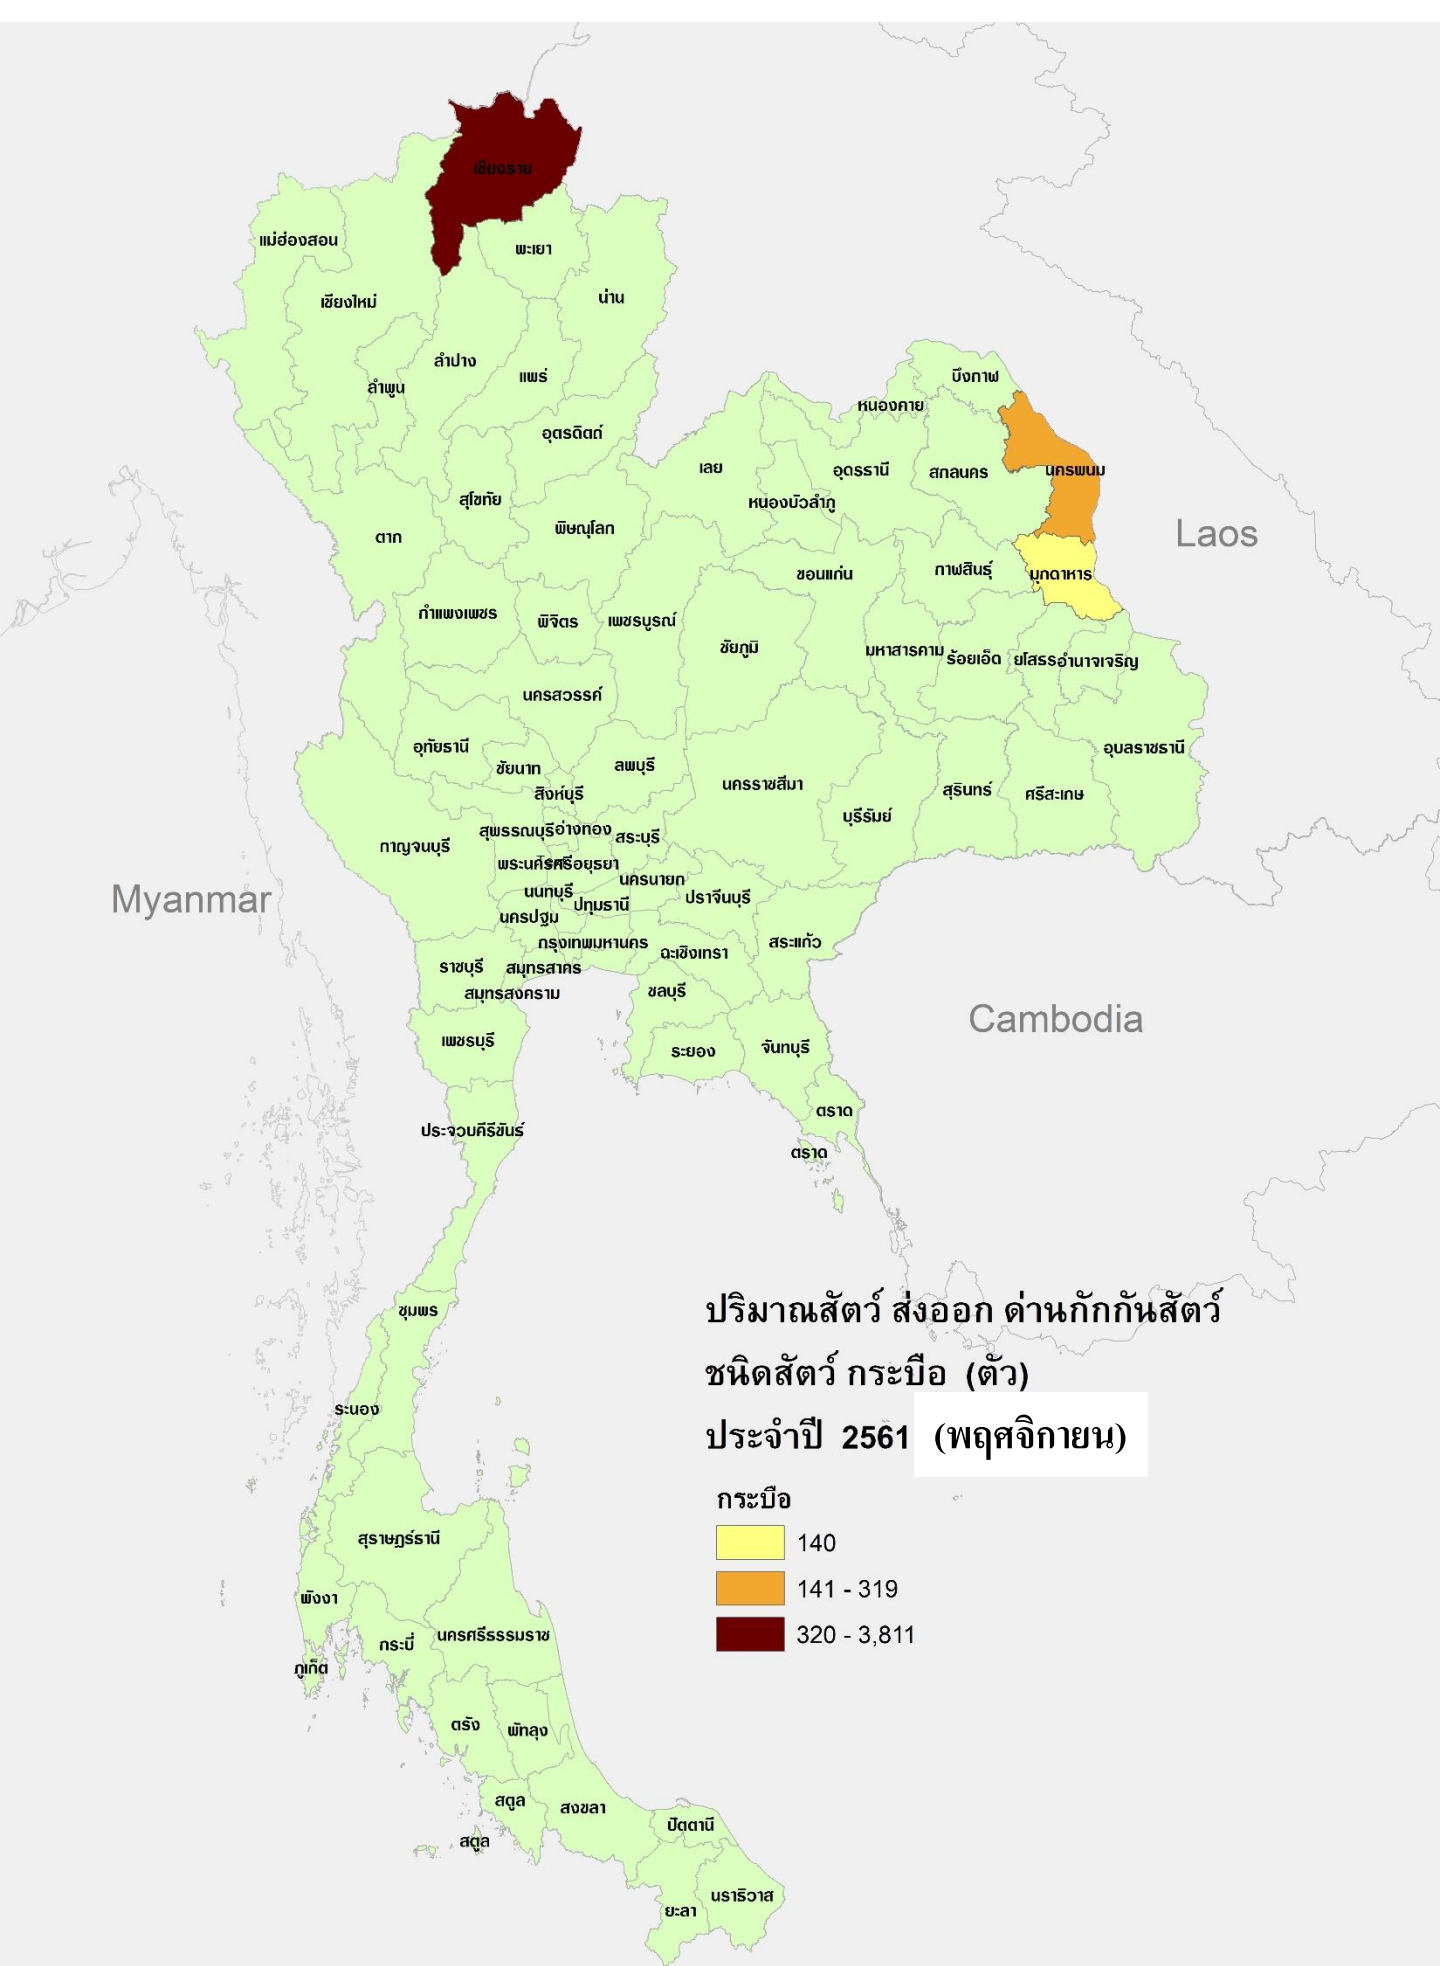 เชียงราย
แม่ฮ่องสอน
พะเยา
เชียงใหม่
น่าน
ลำปาง
แพร่
ลำพูน
บึงกาฬ
หนองคาย
อุตรดิตถ์
เลย
อุดรธานี
สกลนคร
นครพนม
สุโขทัย
หนองบัวลำภู
พิษณุโลก
ตาก
Laos
ขอนแก่น
กาฬสินธุ์
มุกดาหาร
กำแพงเพชร
พิจิตร
เพชรบูรณ์
ชัยภูมิ
มหาสารคาม
ร้อยเอ็ด
ยโสธร
อำนาจเจริญ
นครสวรรค์
อุทัยธานี
ชัยนาท
ลพบุรี
นครราชสีมา
อุบลราชธานี
สิงห์บุรี
สุรินทร์
ศรีสะเกษ
บุรีรัมย์
สุพรรณบุรี
อ่างทอง
สระบุรี
กาญจนบุรี
พระนครศรีอยุธยา
นครนายก
นนทบุรี
ปทุมธานี
ปราจีนบุรี
Myanmar
นครปฐม
กรุงเทพมหานคร
ฉะเชิงเทรา
สระแก้ว
ราชบุรี
สมุทรสาคร
สมุทรสงคราม
ชลบุรี
Cambodia
เพชรบุรี
ระยอง
จันทบุรี
ตราด
ประจวบคีรีขันธ์
ตราด
ชุมพร
ระนอง
ปริมาณสัตว์ ส่งออก ด่านกักกันสัตว์
ชนิดสัตว์ กระบือ (ตัว)
ประจำปี 2561 (พฤศจิกายน)
กระบือ
140
141 - 319
320 - 3,811
สุราษฎร์ธานี
พังงา
กระบี่
นครศรีธรรมราช
ภูเก็ต
ตรัง
พัทลุง
สตูล
สงขลา
ปัตตานี
สตูล
นราธิวาส
ยะลา